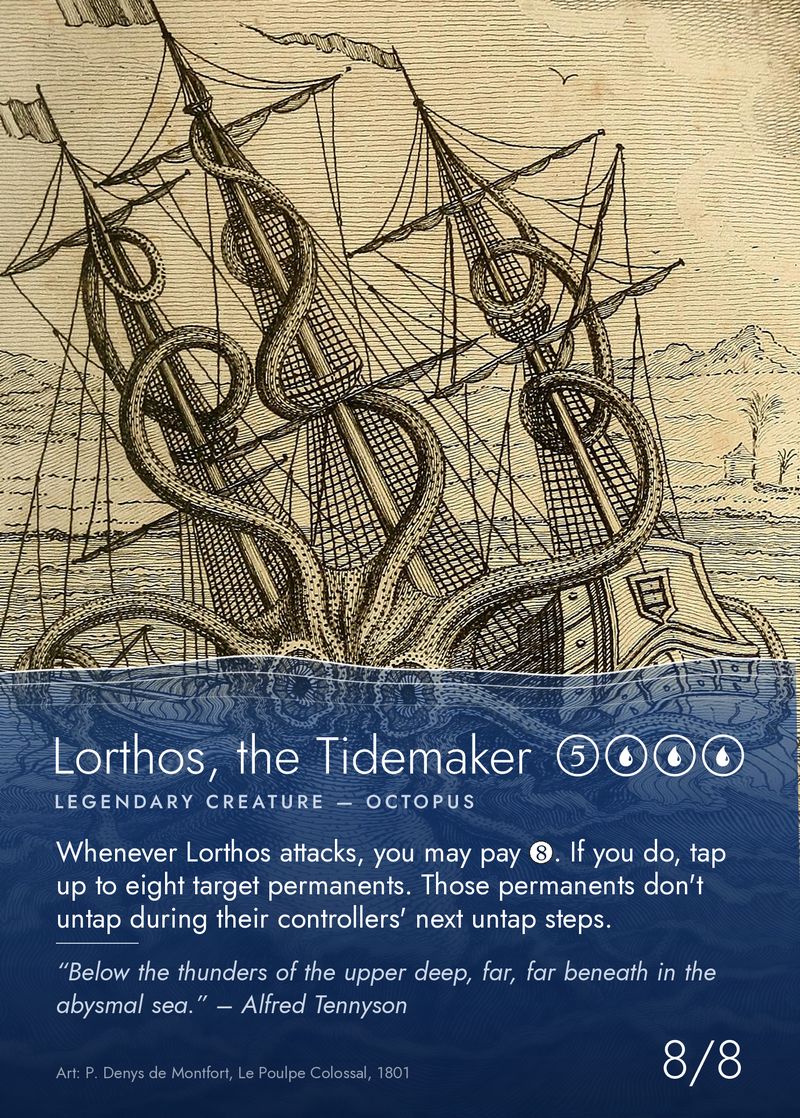 Lorthos, the Tidemaker 5
LEGENDARY CREATURE — OCTOPUS
Whenever Lorthos attacks, you may pay 8. If you do, tap
up to eight target permanents. Those permanents don't
untap during their controllers' next untap steps.
“Below the thunders of the upper deep, far, far beneath in the
abysmal sea.” — Alfred Tennyson
8/8
Art: P. Denys de Montfort, Le Poulpe Colossal, 1801